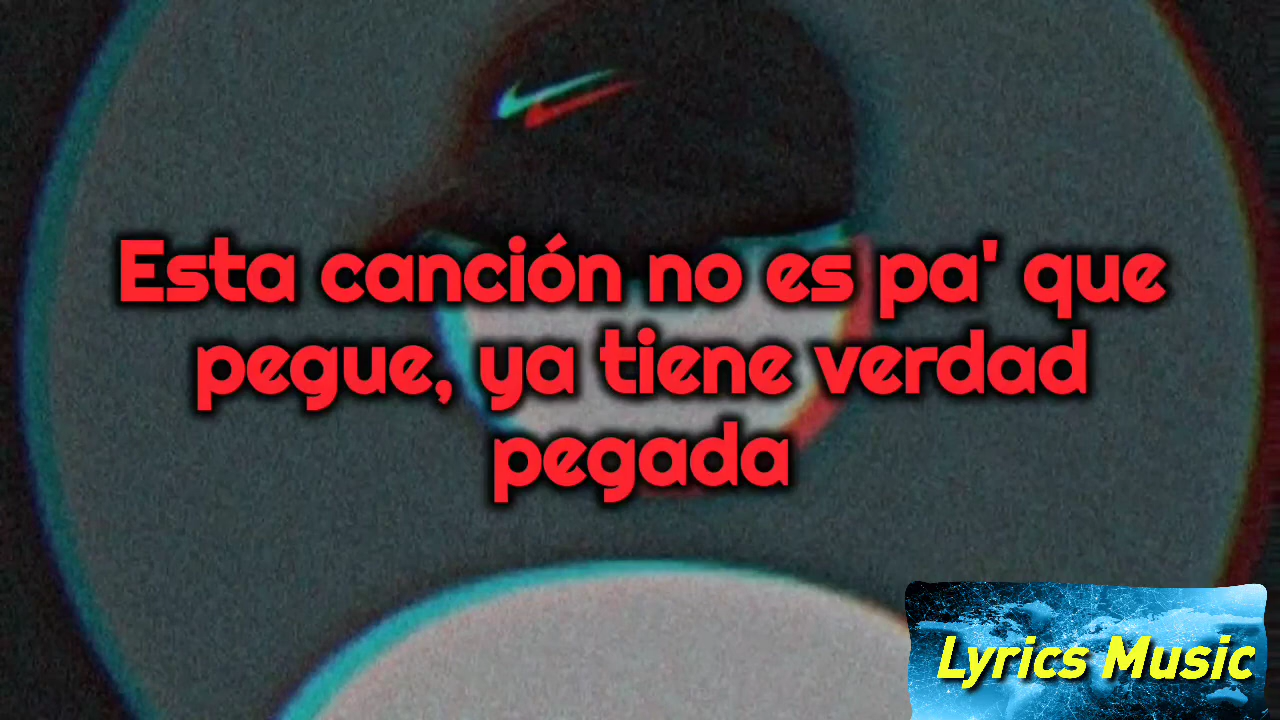 Esta canción no es pa' que
pegue, ya tiene verdad
pegada
Lyrics Music